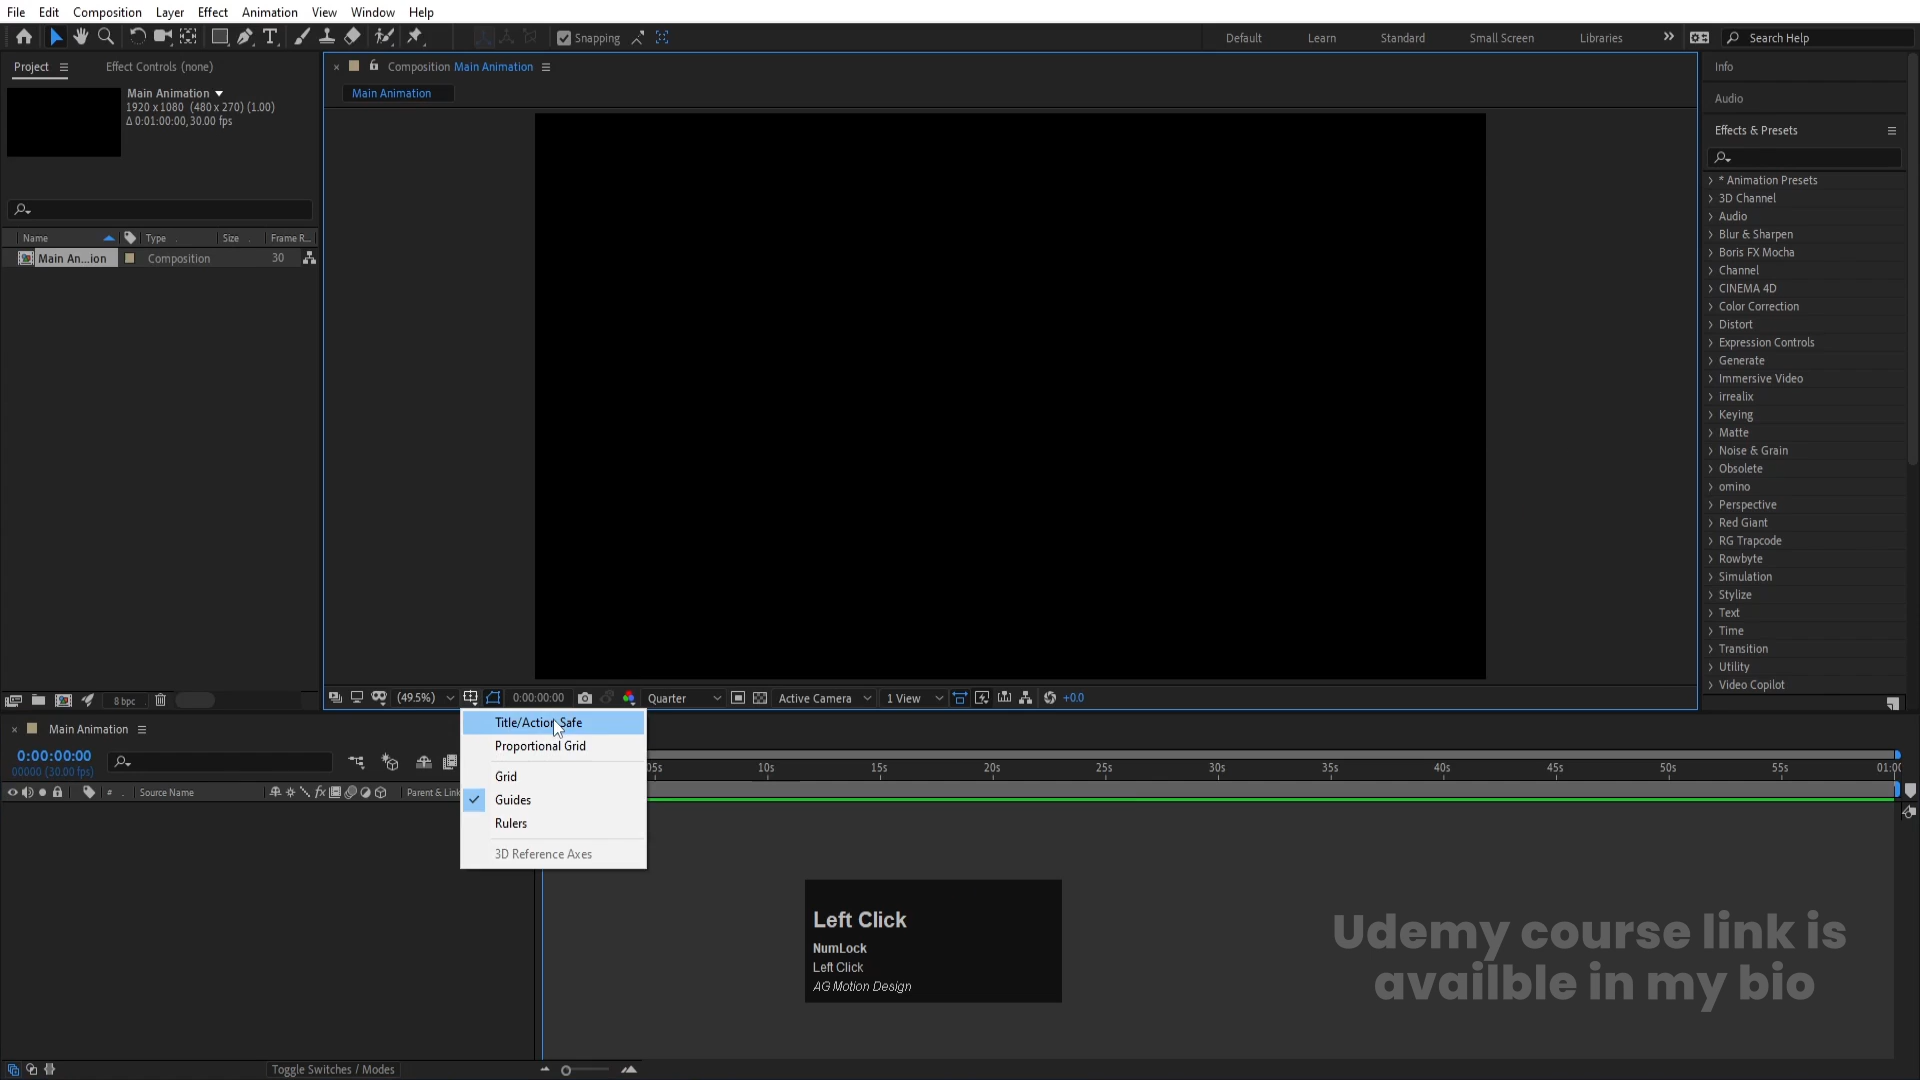 File Edit Composition Layer Effect Animation View Window Help
Snapping
Default Learn Standard Small Screen Libraries
Search Help
Project
Effect Controls (none)
Main Animation
1920 x 1080 (480 x 270) (1.00)
Δ 0:01:00:00, 30.00 fps
Name Type Size Frame R...
Main An...ion Composition 30
8 bpc
Composition Main Animation
Main Animation
(49.5%)
0:00:00:00
Quarter
Active Camera
1 View
+0.0
Title/Action Safe
Proportional Grid
Grid
Guides
Rulers
3D Reference Axes
Info
Audio
Effects & Presets
* Animation Presets
3D Channel
Audio
Blur & Sharpen
Boris FX Mocha
Channel
CINEMA 4D
Color Correction
Distort
Expression Controls
Generate
Immersive Video
irrealix
Keying
Matte
Noise & Grain
Obsolete
omino
Perspective
Red Giant
RG Trapcode
Rowbyte
Simulation
Stylize
Text
Time
Transition
Utility
Video Copilot
Main Animation
0:00:00:00
00000 (30.00 fps)
# Source Name
Parent & Link
05s 10s 15s 20s 25s 30s 35s 40s 45s 50s 55s 01:00
Left Click
NumLock
Left Click
AG Motion Design
Udemy course link is
availble in my bio
Toggle Switches / Modes